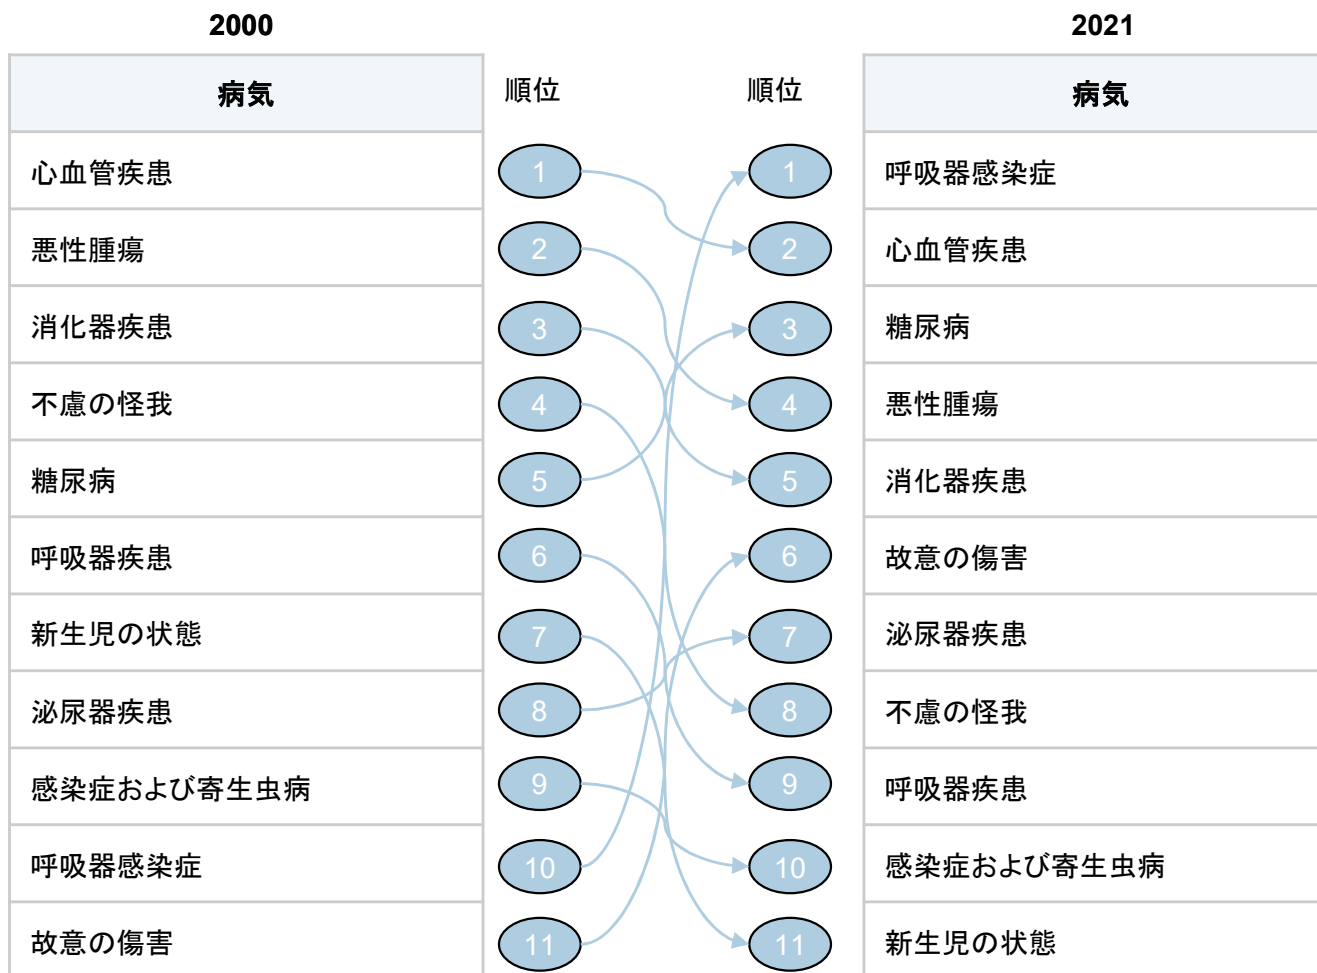 2000 2021
病気 順位 順位 病気
心血管疾患 1 1 呼吸器感染症
悪性腫瘍 2 2 心血管疾患
消化器疾患 3 3 糖尿病
不慮の怪我 4 4 悪性腫瘍
糖尿病 5 5 消化器疾患
呼吸器疾患 6 6 故意の傷害
新生児の状態 7 7 泌尿器疾患
泌尿器疾患 8 8 不慮の怪我
感染症および寄生虫病 9 9 呼吸器疾患
呼吸器感染症 10 10 感染症および寄生虫病
故意の傷害 11 11 新生児の状態